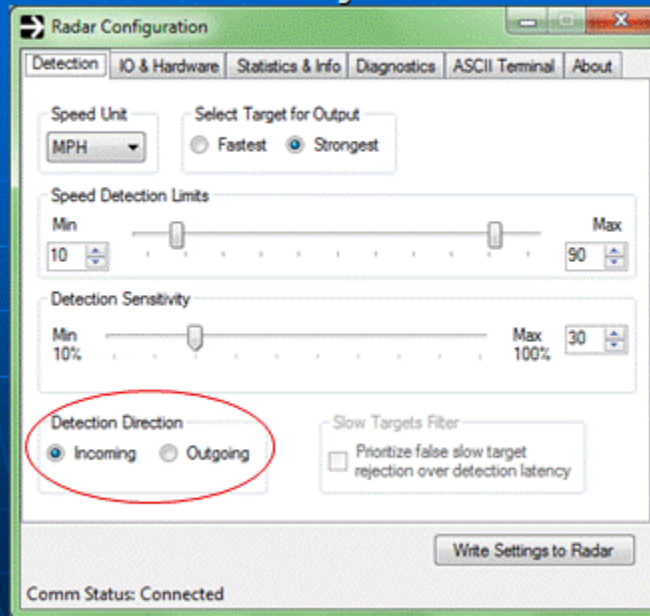 Radar Configuration
Detection IO & Hardware Statistics & Info Diagnostics ASCII Terminal About
Speed Unit Select Target for Output
MPH Fastest Strongest
Speed Detection Limits
Min Max
10 90
Detection Sensitivity
Min Max 30
10% 100%
Detection Direction Slow Targets Filter
Incoming Outgoing Prioritize false slow target
rejection over detection latency
Write Settings to Radar
Comm Status: Connected